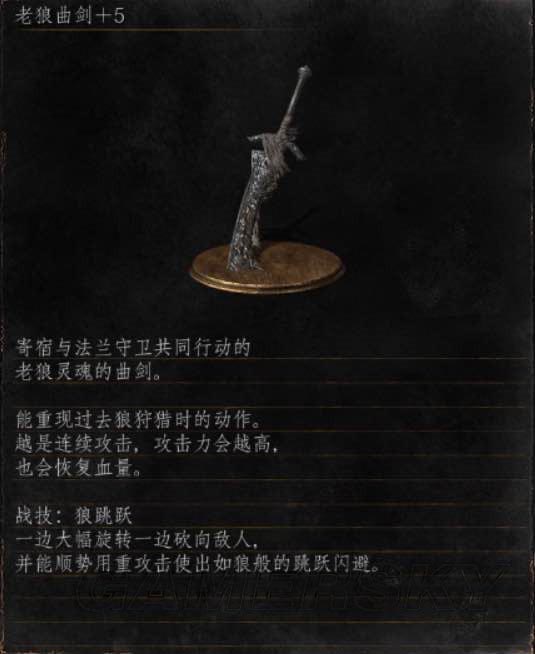 老狼曲剑+5
寄宿与法兰守卫共同行动的
老狼灵魂的曲剑。
能重现过去狼狩猎时的动作。
越是连续攻击，攻击力会越高，
也会恢复血量。
战技：狼跳跃
一边大幅旋转一边砍向敌人，
并能顺势用重攻击使出如狼般的跳跃闪避。
GAMERSKY